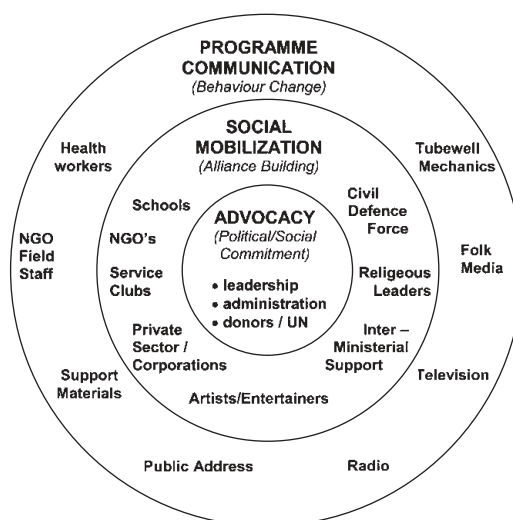 PROGRAMME
COMMUNICATION
(Behaviour Change)
SOCIAL
MOBILIZATION
(Alliance Building)
ADVOCACY
(Political/Social
Commitment)
• leadership
• administration
• donors / UN
Schools
NGO's
Service
Clubs
Private
Sector /
Corporations
Artists/Entertainers
Civil
Defence
Force
Religeous
Leaders
Inter –
Ministerial
Support
Health
workers
NGO
Field
Staff
Support
Materials
Public Address
Radio
Television
Folk
Media
Tubewell
Mechanics